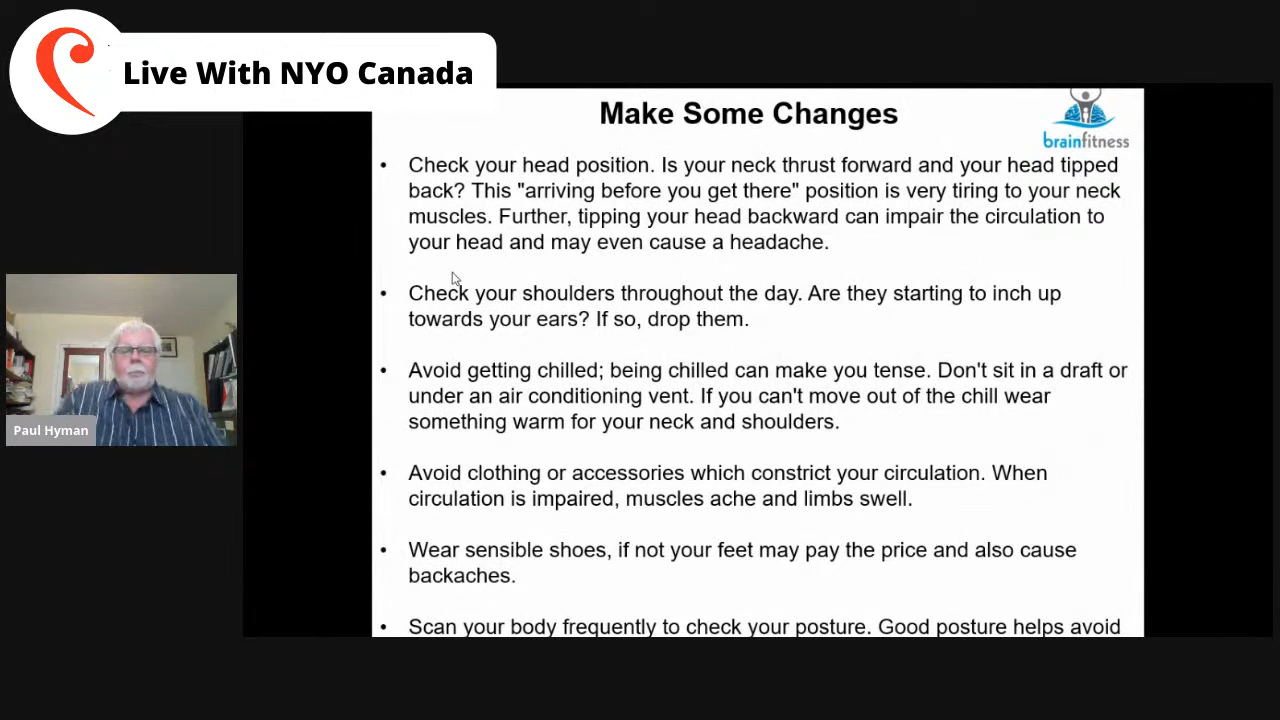 Live With NYO Canada
Make Some Changes
brainfitness
• Check your head position. Is your neck thrust forward and your head tipped
back? This "arriving before you get there" position is very tiring to your neck
muscles. Further, tipping your head backward can impair the circulation to
your head and may even cause a headache.
• Check your shoulders throughout the day. Are they starting to inch up
towards your ears? If so, drop them.
• Avoid getting chilled; being chilled can make you tense. Don't sit in a draft or
under an air conditioning vent. If you can't move out of the chill wear
something warm for your neck and shoulders.
• Avoid clothing or accessories which constrict your circulation. When
circulation is impaired, muscles ache and limbs swell.
• Wear sensible shoes, if not your feet may pay the price and also cause
backaches.
• Scan your body frequently to check your posture. Good posture helps avoid
Paul Hyman